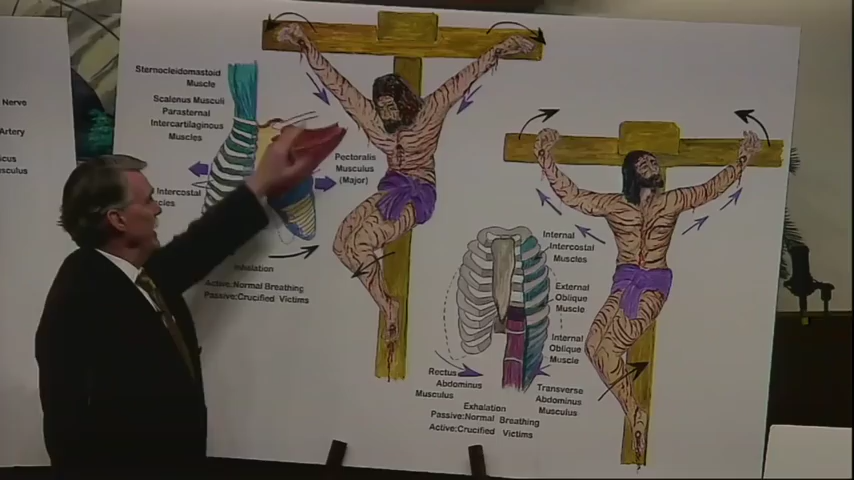 Nerve
Artery
Sternocleidomastoid
Muscle
Scalenus Musculi
Parasternal
Intercartilaginous
Muscles
Intercostal
Pectoralis
Musculus
(Major)
Inhalation
Active:Normal Breathing
Passive:Crucified Victims
Internal
Intercostal
Muscles
External
Oblique
Muscle
Internal
Oblique
Muscle
Rectus
Abdominus
Musculus
Transverse
Abdominus
Musculus
Exhalation
Passive:Normal Breathing
Active:Crucified Victims